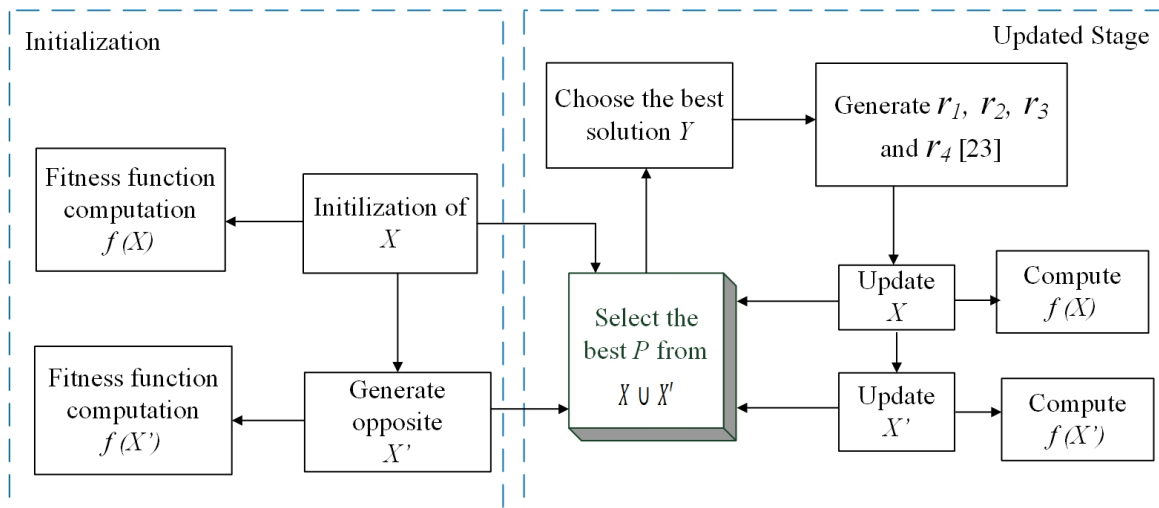 Initialization
Fitness function
computation
f (X)
Initilization of
X
Fitness function
computation
f (X’)
Generate
opposite
X’
Updated Stage
Choose the best
solution Y
Generate r1, r2, r3
and r4 [23]
Select the
best P from
X ∪ X′
Update
X
Compute
f(X)
Update
X’
Compute
f(X’)